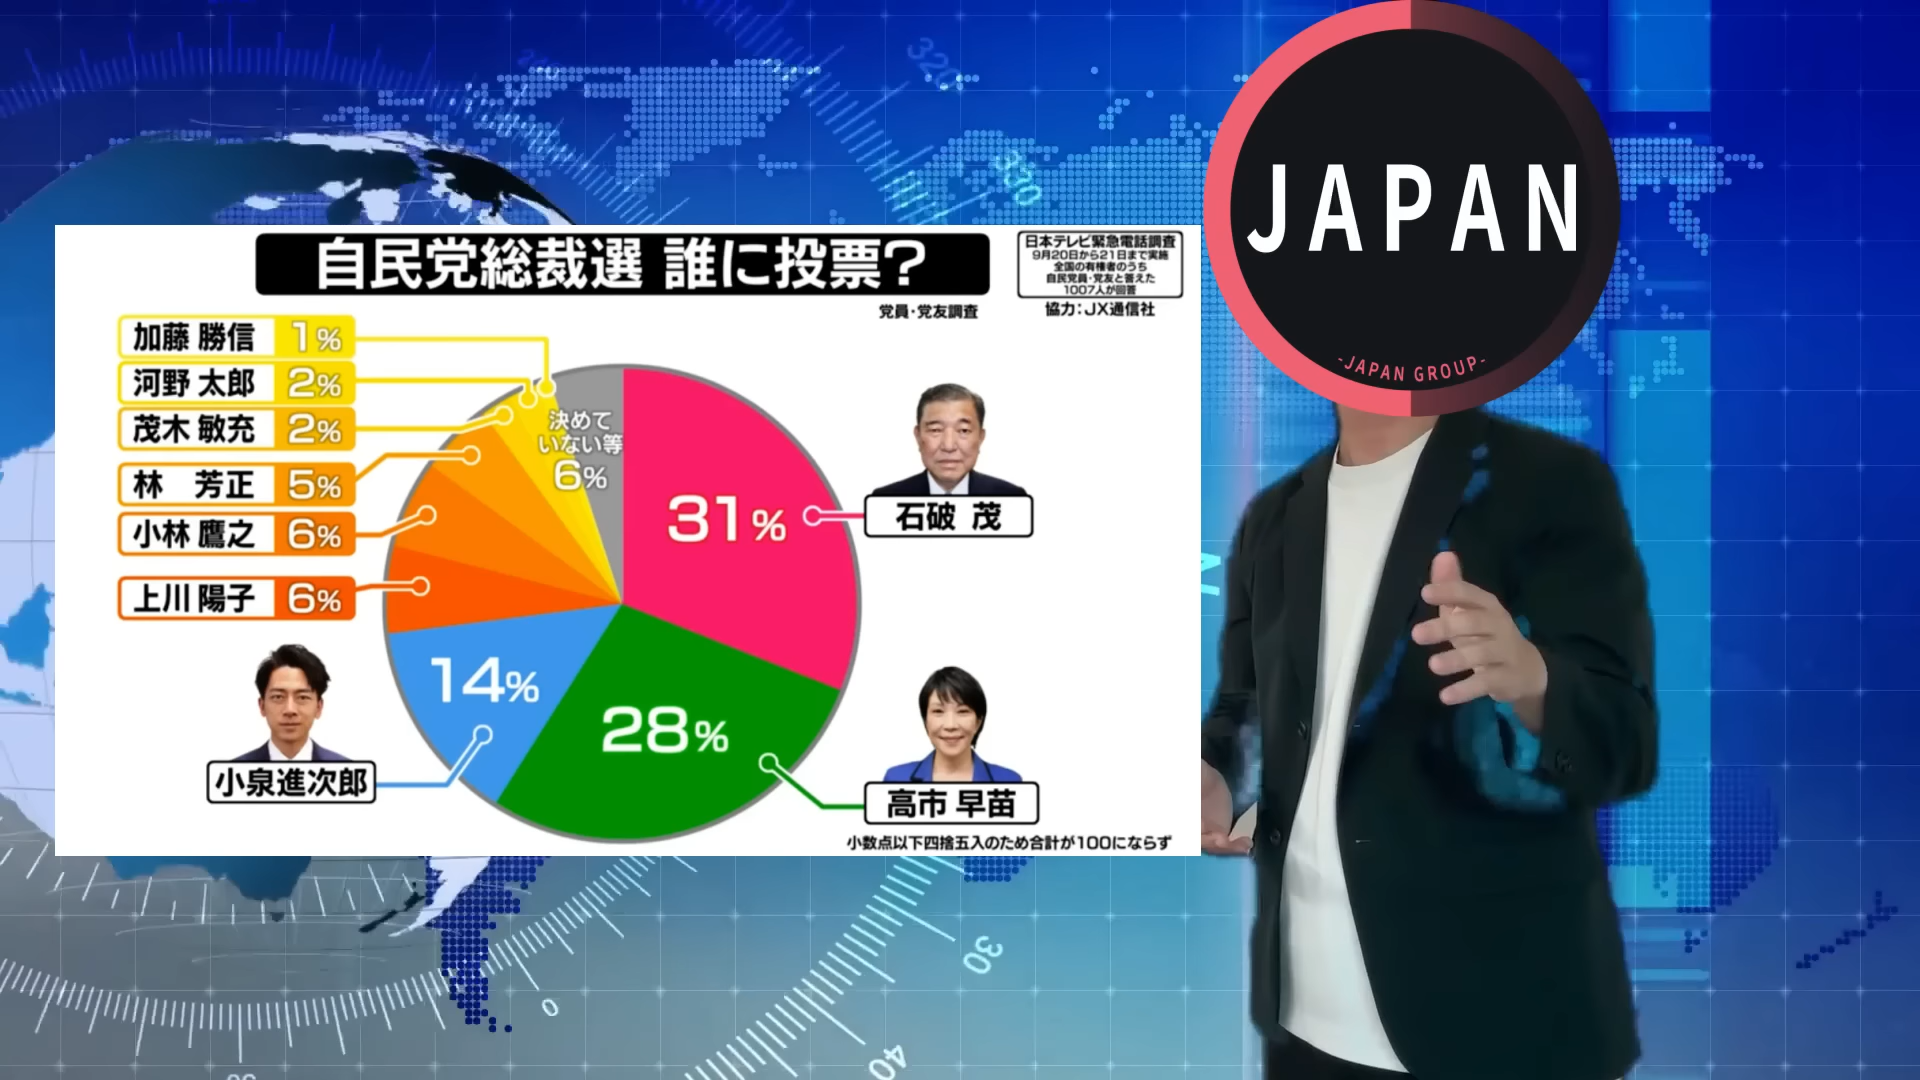 自民党総裁選 誰に投票?
日本テレビ緊急電話調査
9月20日から21日まで実施
全国の有権者のうち
自民党員・党友と答えた
1007人が回答
党員・党友調査
協力:JX通信社
加藤 勝信 1%
河野 太郎 2%
茂木 敏充 2%
林 芳正 5%
小林 鷹之 6%
上川 陽子 6%
決めて
いない等
6%
31%
石破 茂
14%
小泉進次郎
28%
高市 早苗
小数点以下四捨五入のため合計が100にならず
JAPAN
-JAPAN GROUP-
320
330
30
0
40